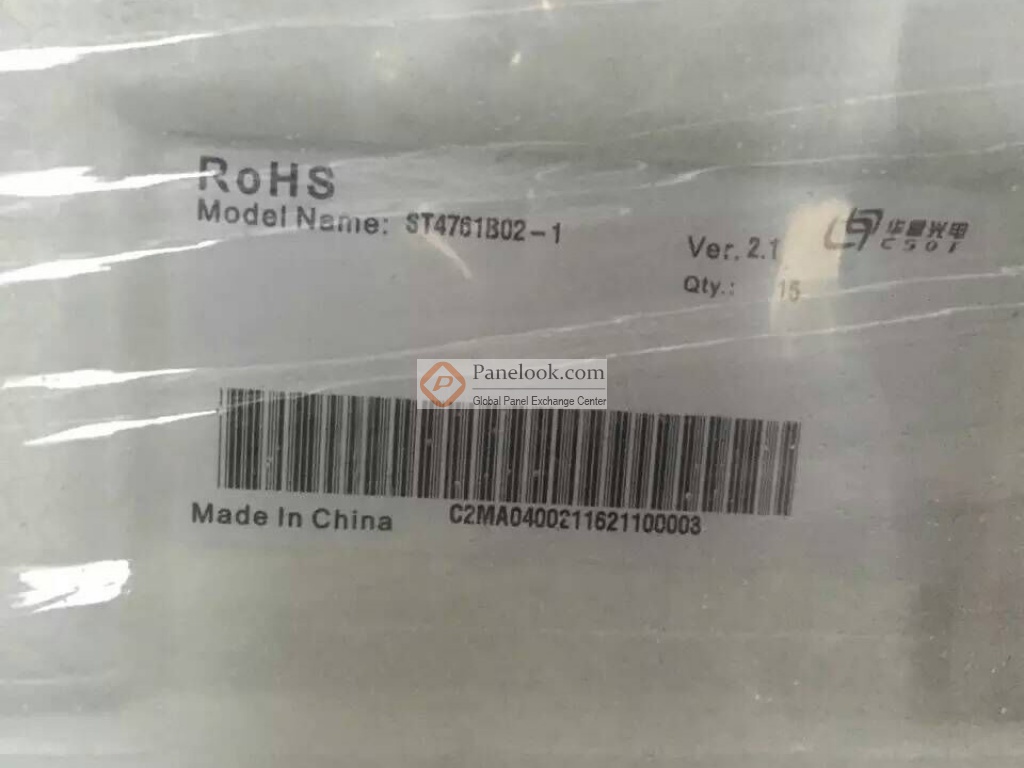 RoHS
Model Name: ST4761B02-1
Ver. 2.1
华星光电
CSOT
Qty.: 15
Panelook.com
Global Panel Exchange Center
Made In China
C2MA0400211621100003